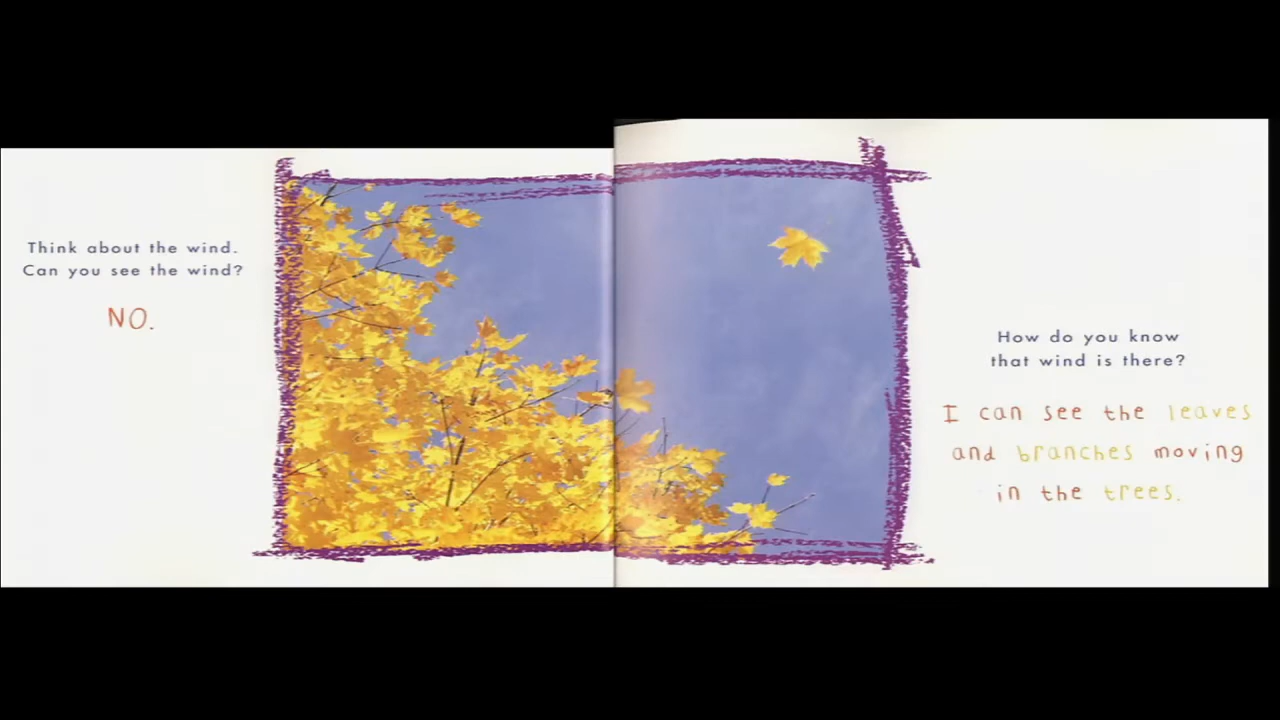 Think about the wind.
Can you see the wind?
NO.
How do you know
that wind is there?
I can see the leaves
and branches moving
in the trees.